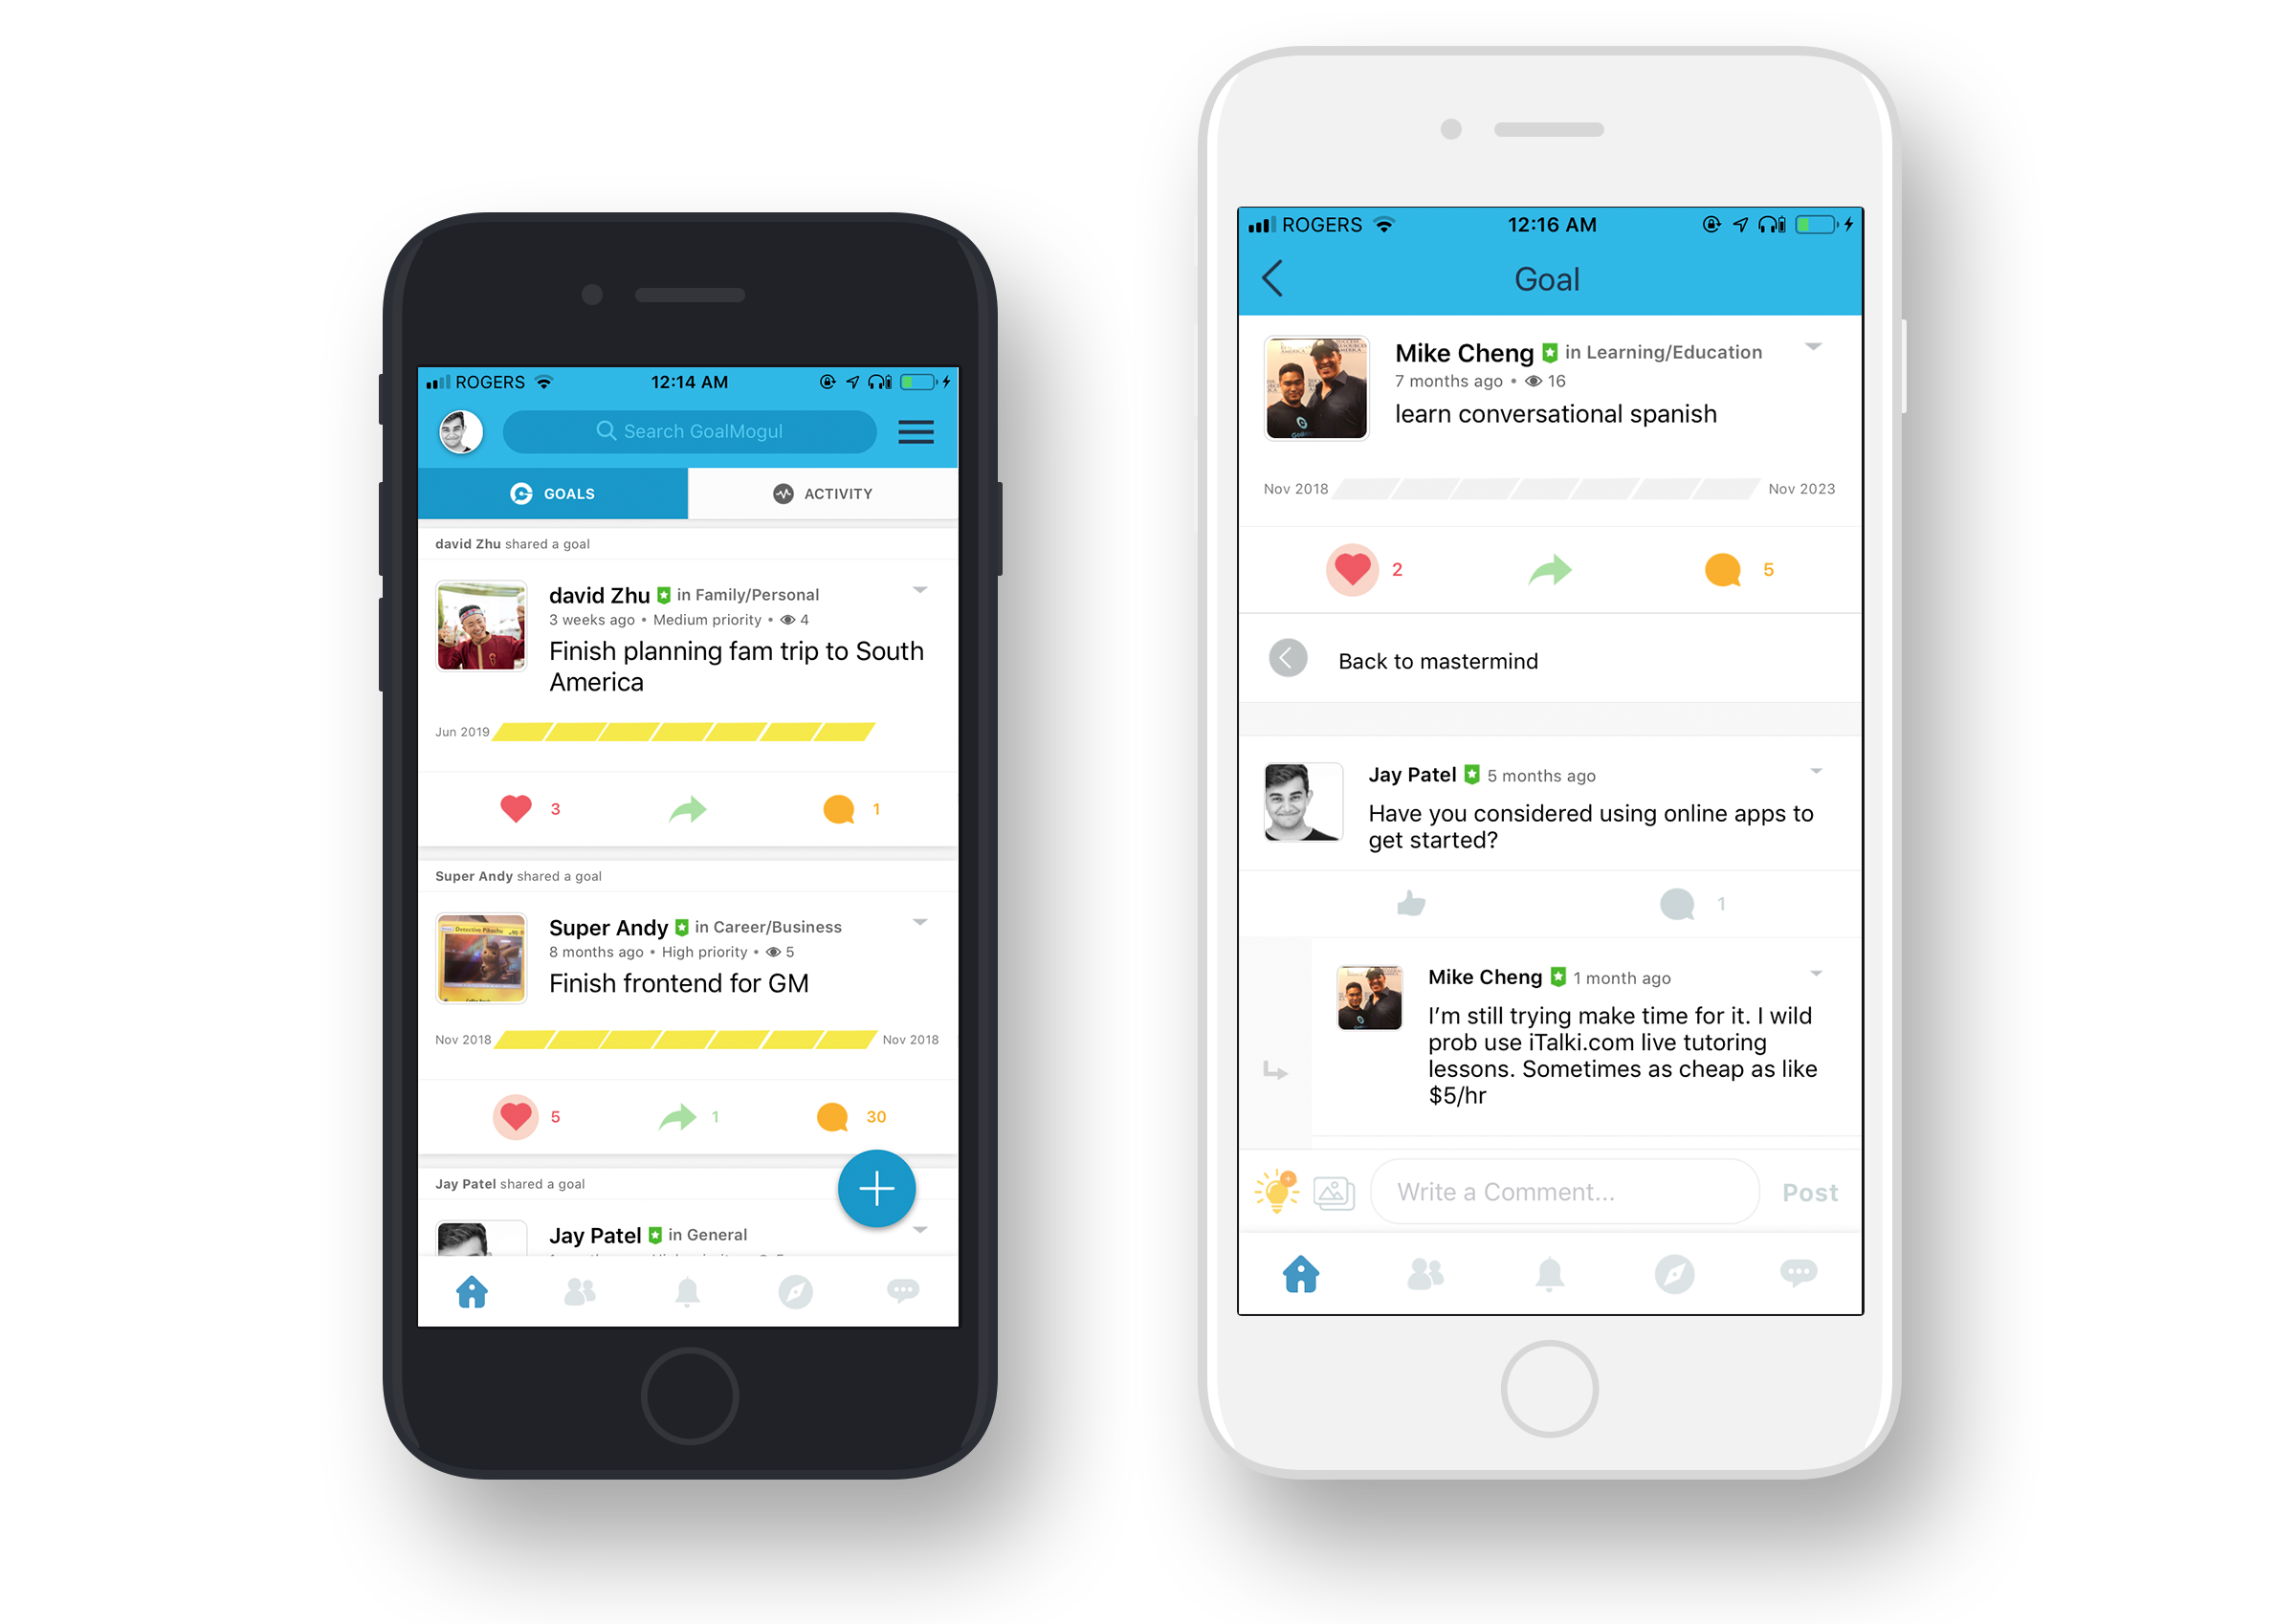 ROGERS 12:14 AM
Search GoalMogul
GOALS ACTIVITY
david Zhu shared a goal
david Zhu in Family/Personal
3 weeks ago • Medium priority • 4
Finish planning fam trip to South
America
Jun 2019
3 1
Super Andy shared a goal
Super Andy in Career/Business
8 months ago • High priority • 5
Finish frontend for GM
Nov 2018 Nov 2018
5 1 30
Jay Patel shared a goal
Jay Patel in General
ROGERS 12:16 AM
Goal
Mike Cheng in Learning/Education
7 months ago • 16
learn conversational spanish
Nov 2018 Nov 2023
2 5
Back to mastermind
Jay Patel 5 months ago
Have you considered using online apps to
get started?
1
Mike Cheng 1 month ago
I’m still trying make time for it. I wild
prob use iTalki.com live tutoring
lessons. Sometimes as cheap as like
$5/hr
Write a Comment... Post